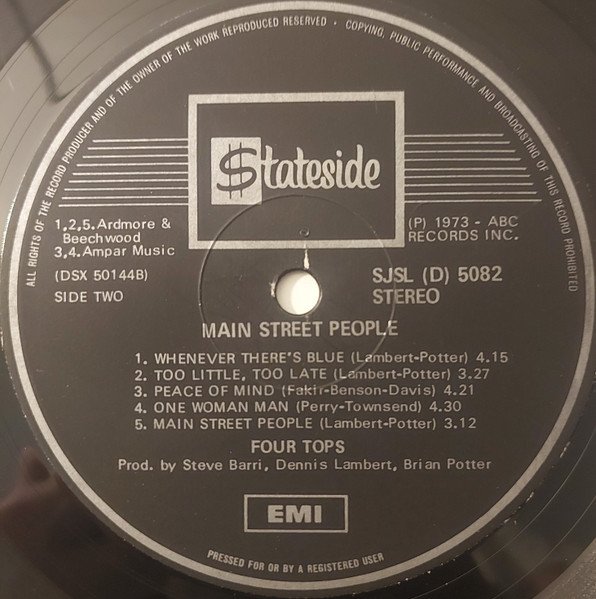 ALL RIGHTS OF THE RECORD PRODUCER AND OF THE OWNER OF THE WORK REPRODUCED RESERVED · COPYING, PUBLIC PERFORMANCE AND BROADCASTING OF THIS RECORD PROHIBITED
$tateside
1,2,5. Ardmore &
Beechwood
3,4. Ampar Music
(P) 1973 - ABC
RECORDS INC.
(DSX 50144B)
SIDE TWO
SJSL (D) 5082
STEREO
MAIN STREET PEOPLE
1. WHENEVER THERE'S BLUE (Lambert-Potter) 4.15
2. TOO LITTLE, TOO LATE (Lambert-Potter) 3.27
3. PEACE OF MIND (Fakir-Benson-Davis) 4.21
4. ONE WOMAN MAN (Perry-Townsend) 4.30
5. MAIN STREET PEOPLE (Lambert-Potter) 3.12
FOUR TOPS
Prod. by Steve Barri, Dennis Lambert, Brian Potter
EMI
PRESSED FOR OR BY A REGISTERED USER